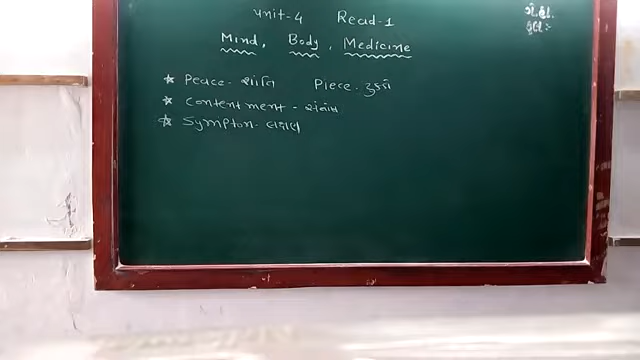 Unit-4 Read-1
ગે.હા.
કુલ:-
Mind, Body, Medicine
* Peace - શાંતિ Piece - ટુકડો
* Contentment - સંતોષ
* Sympton - લક્ષણ